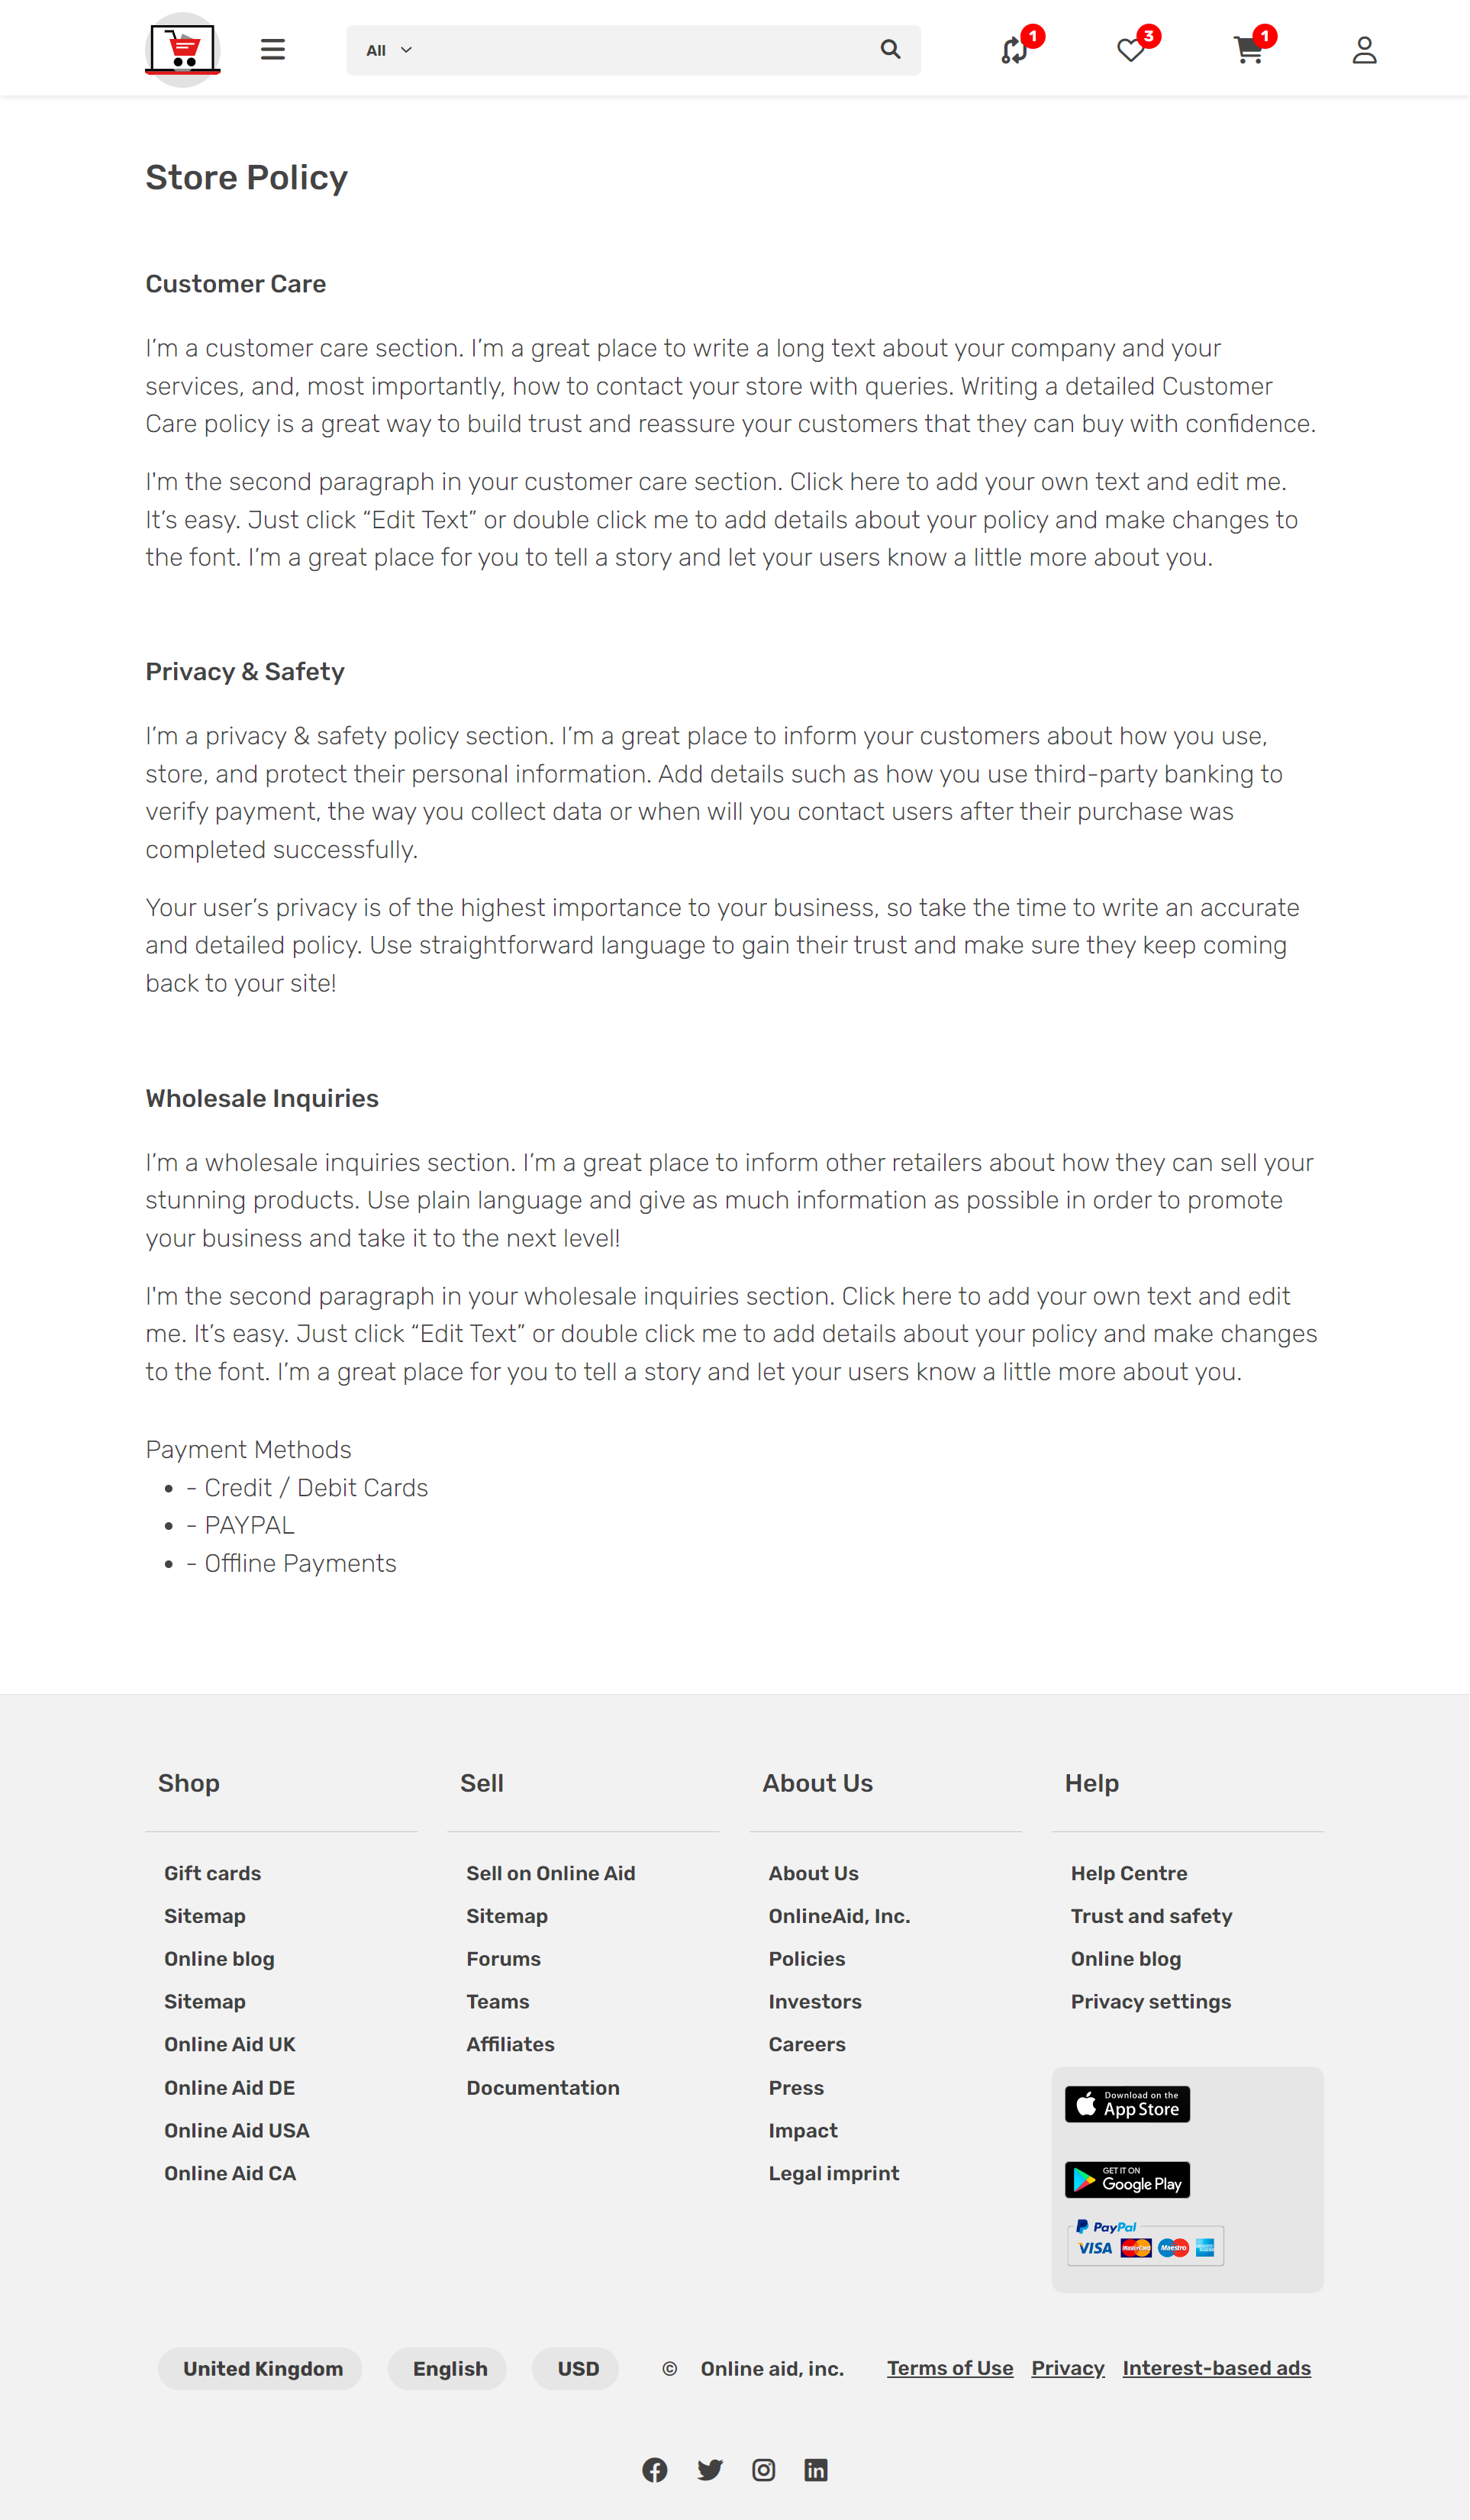 All
1
3
1
Store Policy
Customer Care
I’m a customer care section. I’m a great place to write a long text about your company and your
services, and, most importantly, how to contact your store with queries. Writing a detailed Customer
Care policy is a great way to build trust and reassure your customers that they can buy with confidence.
I'm the second paragraph in your customer care section. Click here to add your own text and edit me.
It’s easy. Just click “Edit Text” or double click me to add details about your policy and make changes to
the font. I’m a great place for you to tell a story and let your users know a little more about you.
Privacy & Safety
I’m a privacy & safety policy section. I’m a great place to inform your customers about how you use,
store, and protect their personal information. Add details such as how you use third-party banking to
verify payment, the way you collect data or when will you contact users after their purchase was
completed successfully.
Your user’s privacy is of the highest importance to your business, so take the time to write an accurate
and detailed policy. Use straightforward language to gain their trust and make sure they keep coming
back to your site!
Wholesale Inquiries
I’m a wholesale inquiries section. I’m a great place to inform other retailers about how they can sell your
stunning products. Use plain language and give as much information as possible in order to promote
your business and take it to the next level!
I'm the second paragraph in your wholesale inquiries section. Click here to add your own text and edit
me. It’s easy. Just click “Edit Text” or double click me to add details about your policy and make changes
to the font. I’m a great place for you to tell a story and let your users know a little more about you.
Payment Methods
• - Credit / Debit Cards
• - PAYPAL
• - Offline Payments
Shop
Gift cards
Sitemap
Online blog
Sitemap
Online Aid UK
Online Aid DE
Online Aid USA
Online Aid CA
Sell
Sell on Online Aid
Sitemap
Forums
Teams
Affiliates
Documentation
About Us
About Us
OnlineAid, Inc.
Policies
Investors
Careers
Press
Impact
Legal imprint
Help
Help Centre
Trust and safety
Online blog
Privacy settings
Download on the
App Store
GET IT ON
Google Play
PayPal
VISA MasterCard Maestro
United Kingdom English USD © Online aid, inc. Terms of Use Privacy Interest-based ads